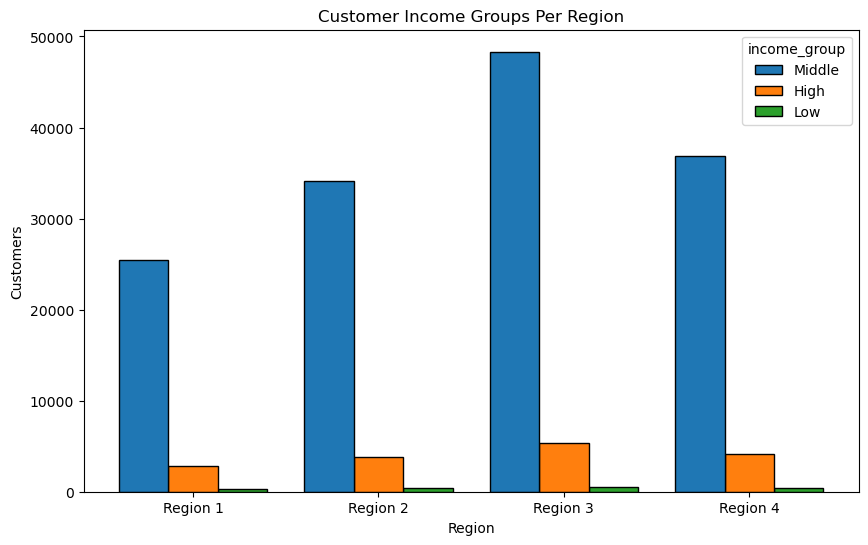 Customer Income Groups Per Region
50000
40000
30000
20000
10000
0
Customers
income_group
Middle
High
Low
Region 1
Region 2
Region 3
Region 4
Region